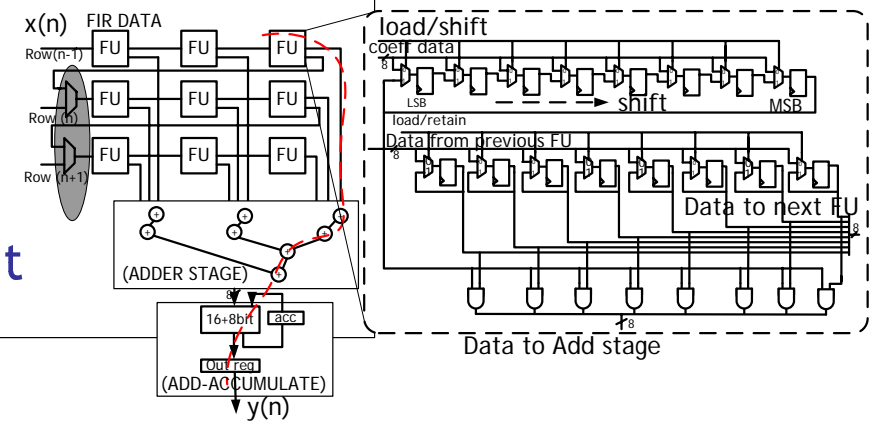 x(n) FIR DATA
Row(n-1) FU FU FU
FU FU FU
Row (n)
FU FU FU
Row (n+1)
+ + +
+ + +
+
+
(ADDER STAGE)
t
8
16+8bit acc
Out reg
(ADD-ACCUMULATE)
y(n)
load/shift
coeff data
8
LSB shift MSB
load/retain
Data from previous FU
8
Data to next FU
8
8
Data to Add stage